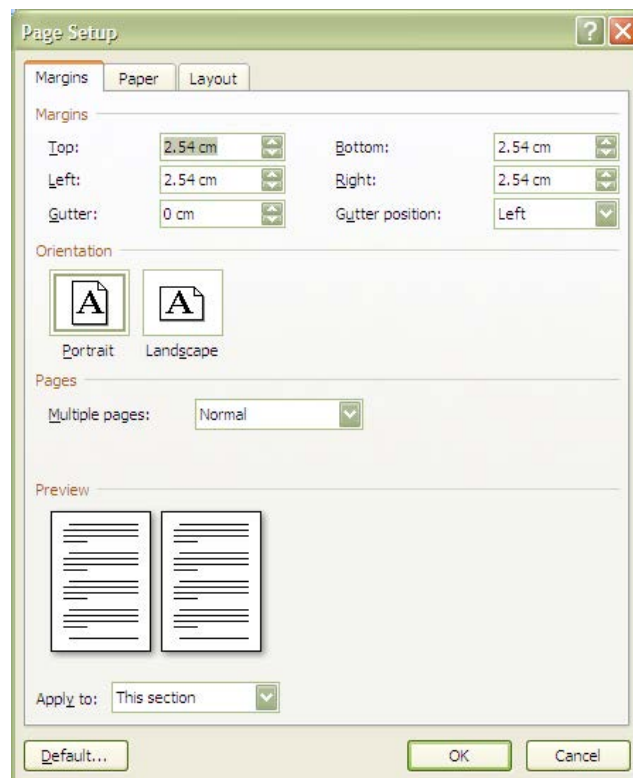 Page Setup ?
Margins Paper Layout
Margins
Top: 2.54 cm Bottom: 2.54 cm
Left: 2.54 cm Right: 2.54 cm
Gutter: 0 cm Gutter position: Left
Orientation
A A
Portrait Landscape
Pages
Multiple pages: Normal
Preview
Apply to: This section
Default... OK Cancel